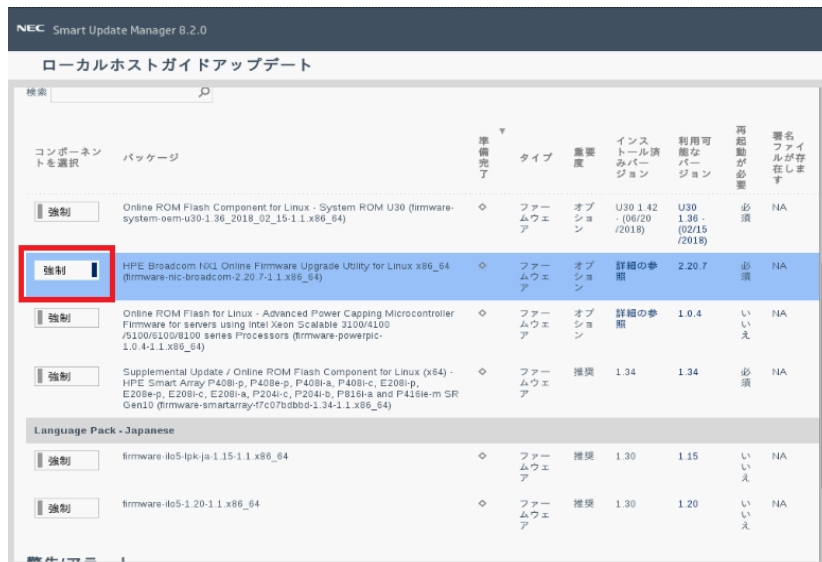 NEC Smart Update Manager 8.2.0
ローカルホストガイドアップデート
検索
コンポーネン
トを選択
パッケージ
準
備
完
了
タイプ
重要
度
インス
トール済
みバー
ジョン
利用可
能な
バー
ジョン
再
起
動
が
必
要
署名
ファイ
ルが存
在しま
す
強制
Online ROM Flash Component for Linux - System ROM U30 (firmware-
system-oem-u30-1.36_2018_02_15-1.1.x86_64)
ファー
ムウェ
ア
オプ
ショ
ン
U30 1.42
- (06/20
/2018)
U30
1.36 -
(02/15
/2018)
必
須
NA
強制
HPE Broadcom NX1 Online Firmware Upgrade Utility for Linux x86_64
(firmware-nic-broadcom-2.20.7-1.1.x86_64)
ファー
ムウェ
ア
オプ
ショ
ン
詳細の参
照
2.20.7
必
須
NA
強制
Online ROM Flash for Linux - Advanced Power Capping Microcontroller
Firmware for servers using Intel Xeon Scalable 3100/4100
/5100/6100/8100 series Processors (firmware-powerpic-
1.0.4-1.1.x86_64)
ファー
ムウェ
ア
オプ
ショ
ン
詳細の参
照
1.0.4
い
い
え
NA
強制
Supplemental Update / Online ROM Flash Component for Linux (x64) -
HPE Smart Array P408i-p, P408e-p, P408i-a, P408i-c, E208i-p,
E208e-p, E208i-c, E208i-a, P204i-c, P204i-b, P816i-a and P416ie-m SR
Gen10 (firmware-smartarray-f7c07bdbbd-1.34-1.1.x86_64)
ファー
ムウェ
ア
推奨
1.34
1.34
必
須
NA
Language Pack - Japanese
強制
firmware-ilo5-lpk-ja-1.15-1.1.x86_64
ファー
ムウェ
ア
推奨
1.30
1.15
い
い
え
NA
強制
firmware-ilo5-1.20-1.1.x86_64
ファー
ムウェ
ア
推奨
1.30
1.20
い
い
え
NA